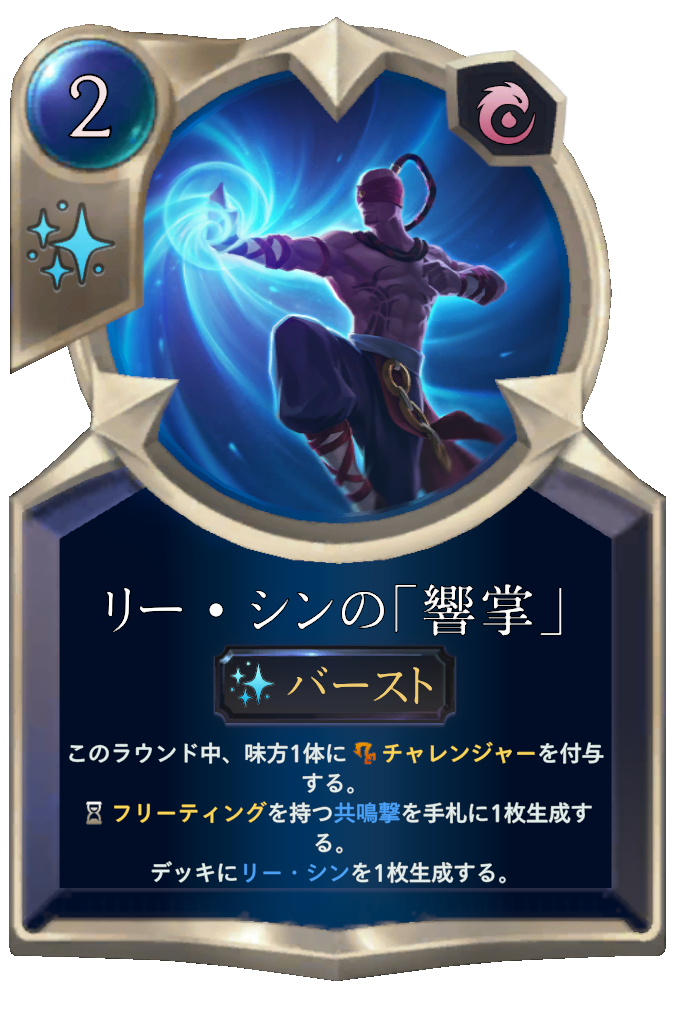 2
リー・シンの「響掌」
バースト
このラウンド中、味方1体に チャレンジャーを付与
する。
フリーティングを持つ共鳴撃を手札に1枚生成す
る。
デッキにリー・シンを1枚生成する。